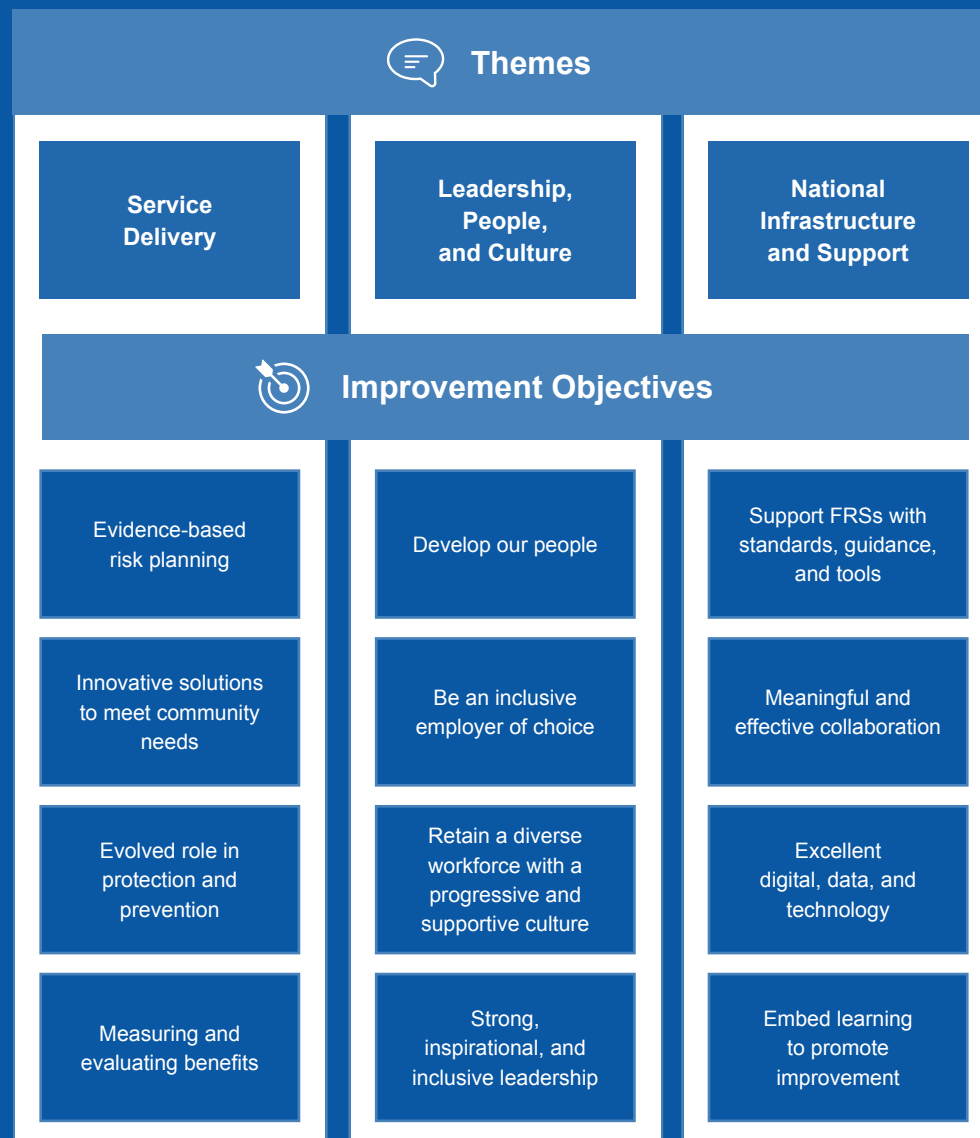 Themes
Service
Delivery
Leadership,
People,
and Culture
National
Infrastructure
and Support
Improvement Objectives
Evidence-based
risk planning
Develop our people
Support FRSs with
standards, guidance,
and tools
Innovative solutions
to meet community
needs
Be an inclusive
employer of choice
Meaningful and
effective collaboration
Evolved role in
protection and
prevention
Retain a diverse
workforce with a
progressive and
supportive culture
Excellent
digital, data, and
technology
Measuring and
evaluating benefits
Strong,
inspirational, and
inclusive leadership
Embed learning
to promote
improvement